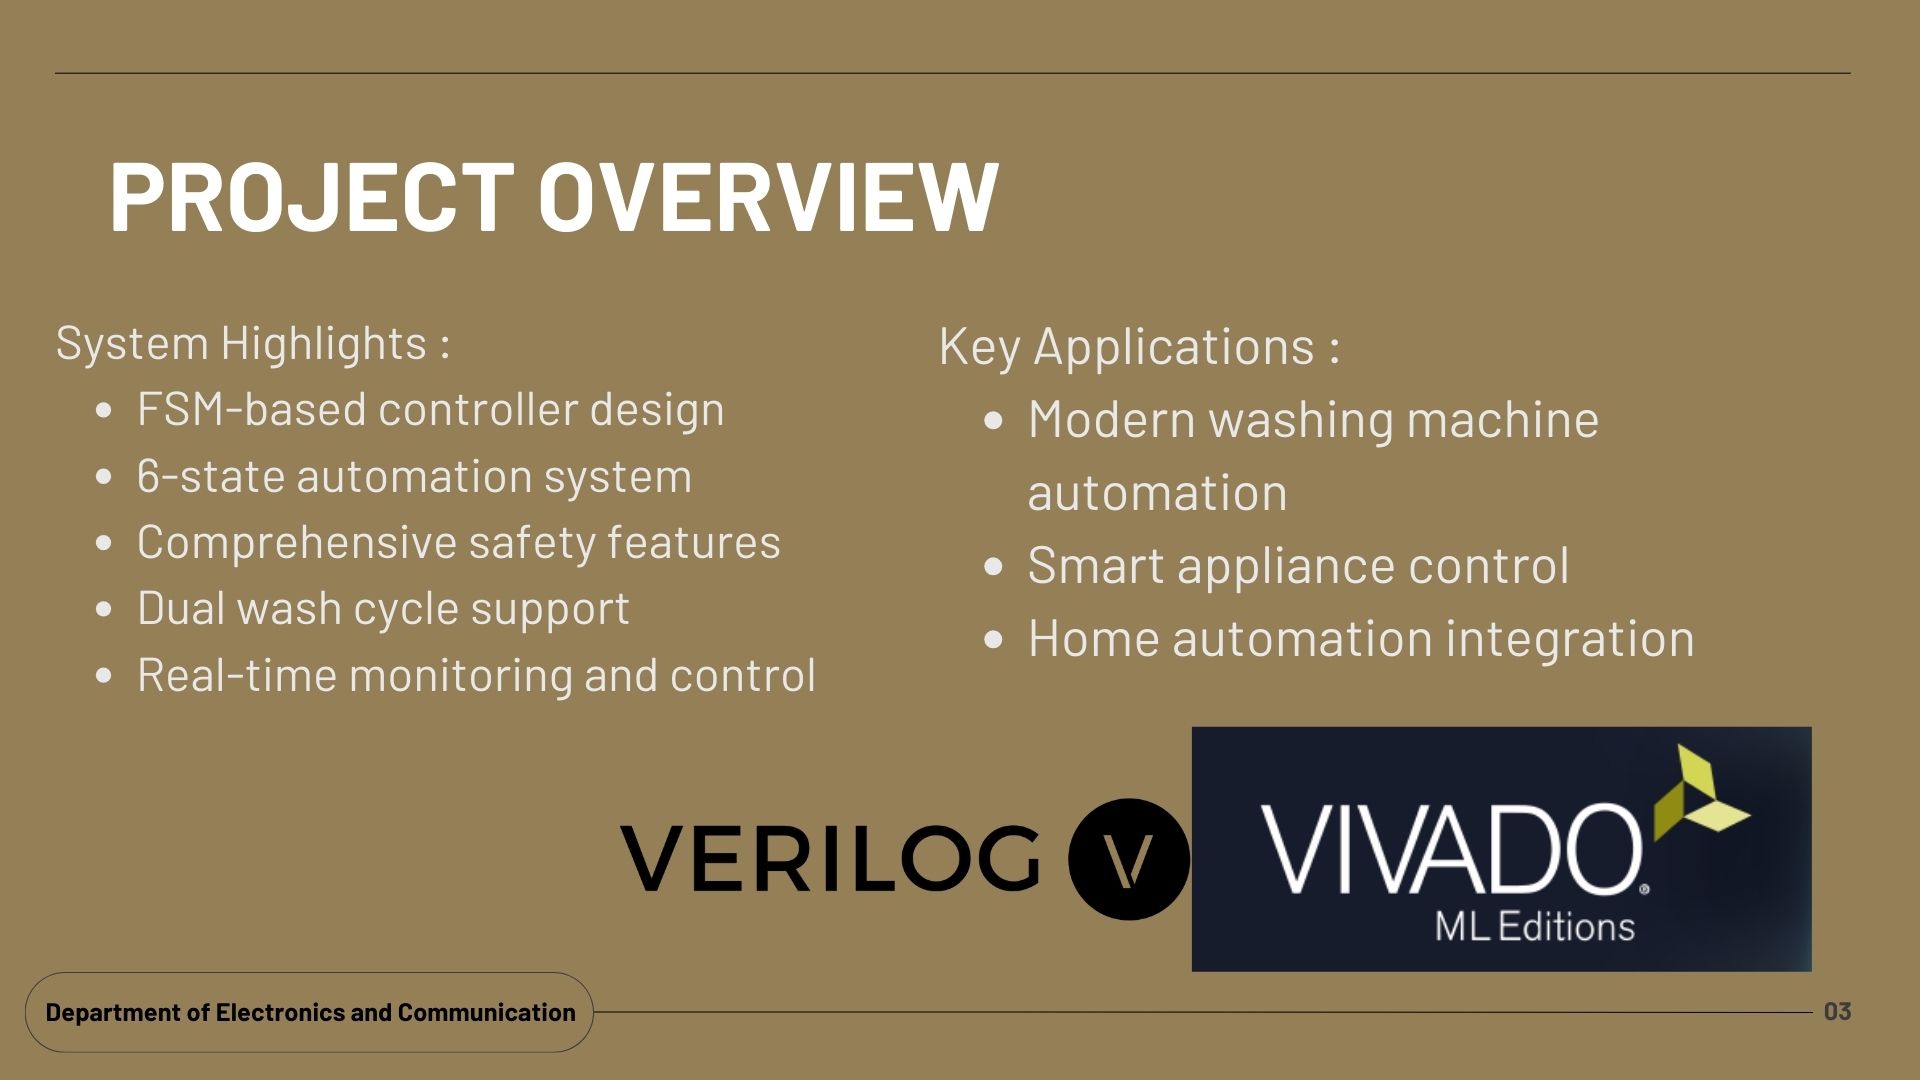 PROJECT OVERVIEW
System Highlights :
• FSM-based controller design
• 6-state automation system
• Comprehensive safety features
• Dual wash cycle support
• Real-time monitoring and control
Key Applications :
• Modern washing machine
automation
• Smart appliance control
• Home automation integration
VERILOG V
VIVADO®
ML Editions
Department of Electronics and Communication
03